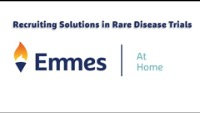 Recruiting Solutions in Rare Disease Trials
Emmes
At
Home